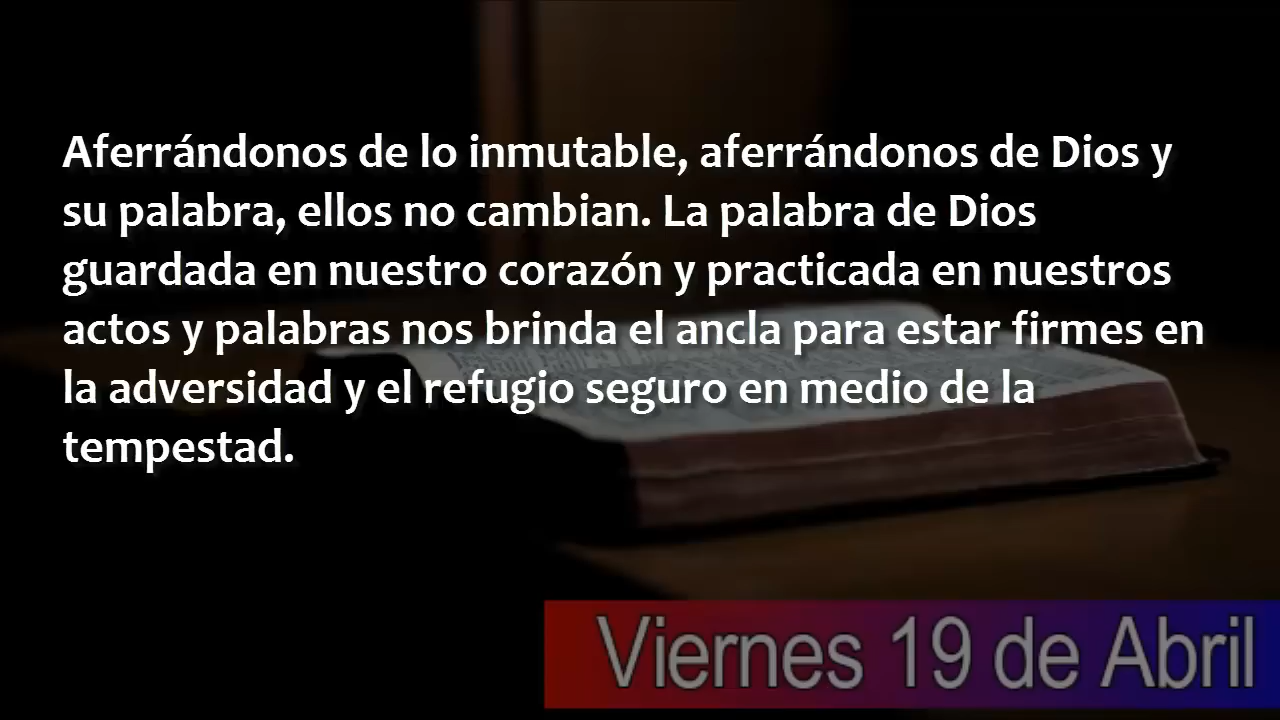 Aferrándonos de lo inmutable, aferrándonos de Dios y
su palabra, ellos no cambian. La palabra de Dios
guardada en nuestro corazón y practicada en nuestros
actos y palabras nos brinda el ancla para estar firmes en
la adversidad y el refugio seguro en medio de la
tempestad.
Viernes 19 de Abril